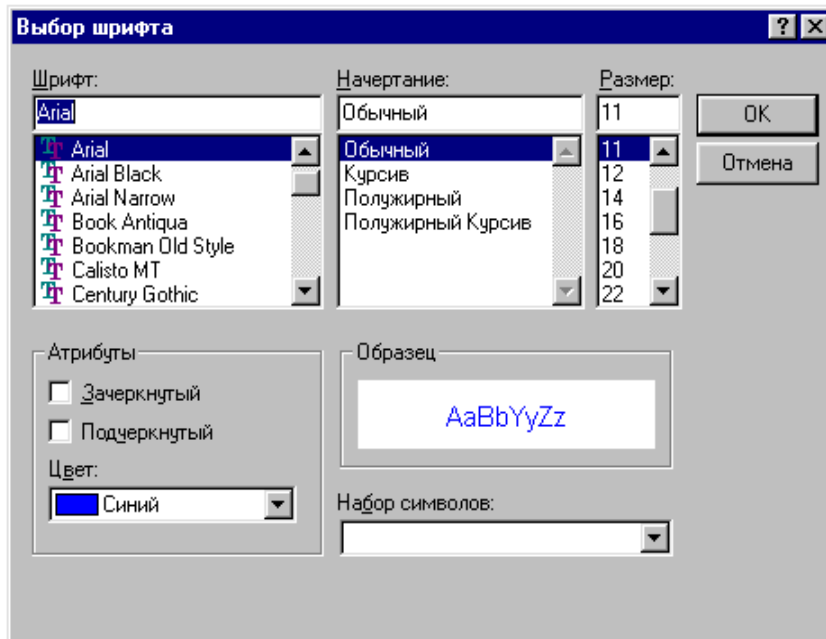 Выбор шрифта
Шрифт:
Начертание:
Размер:
Arial
Обычный
11
OK
Отмена
Arial
Arial Black
Arial Narrow
Book Antiqua
Bookman Old Style
Calisto MT
Century Gothic
Обычный
Курсив
Полужирный
Полужирный Курсив
11
12
14
16
18
20
22
Атрибуты
Зачеркнутый
Подчеркнутый
Цвет:
Синий
Образец
AaBbYyZz
Набор символов: